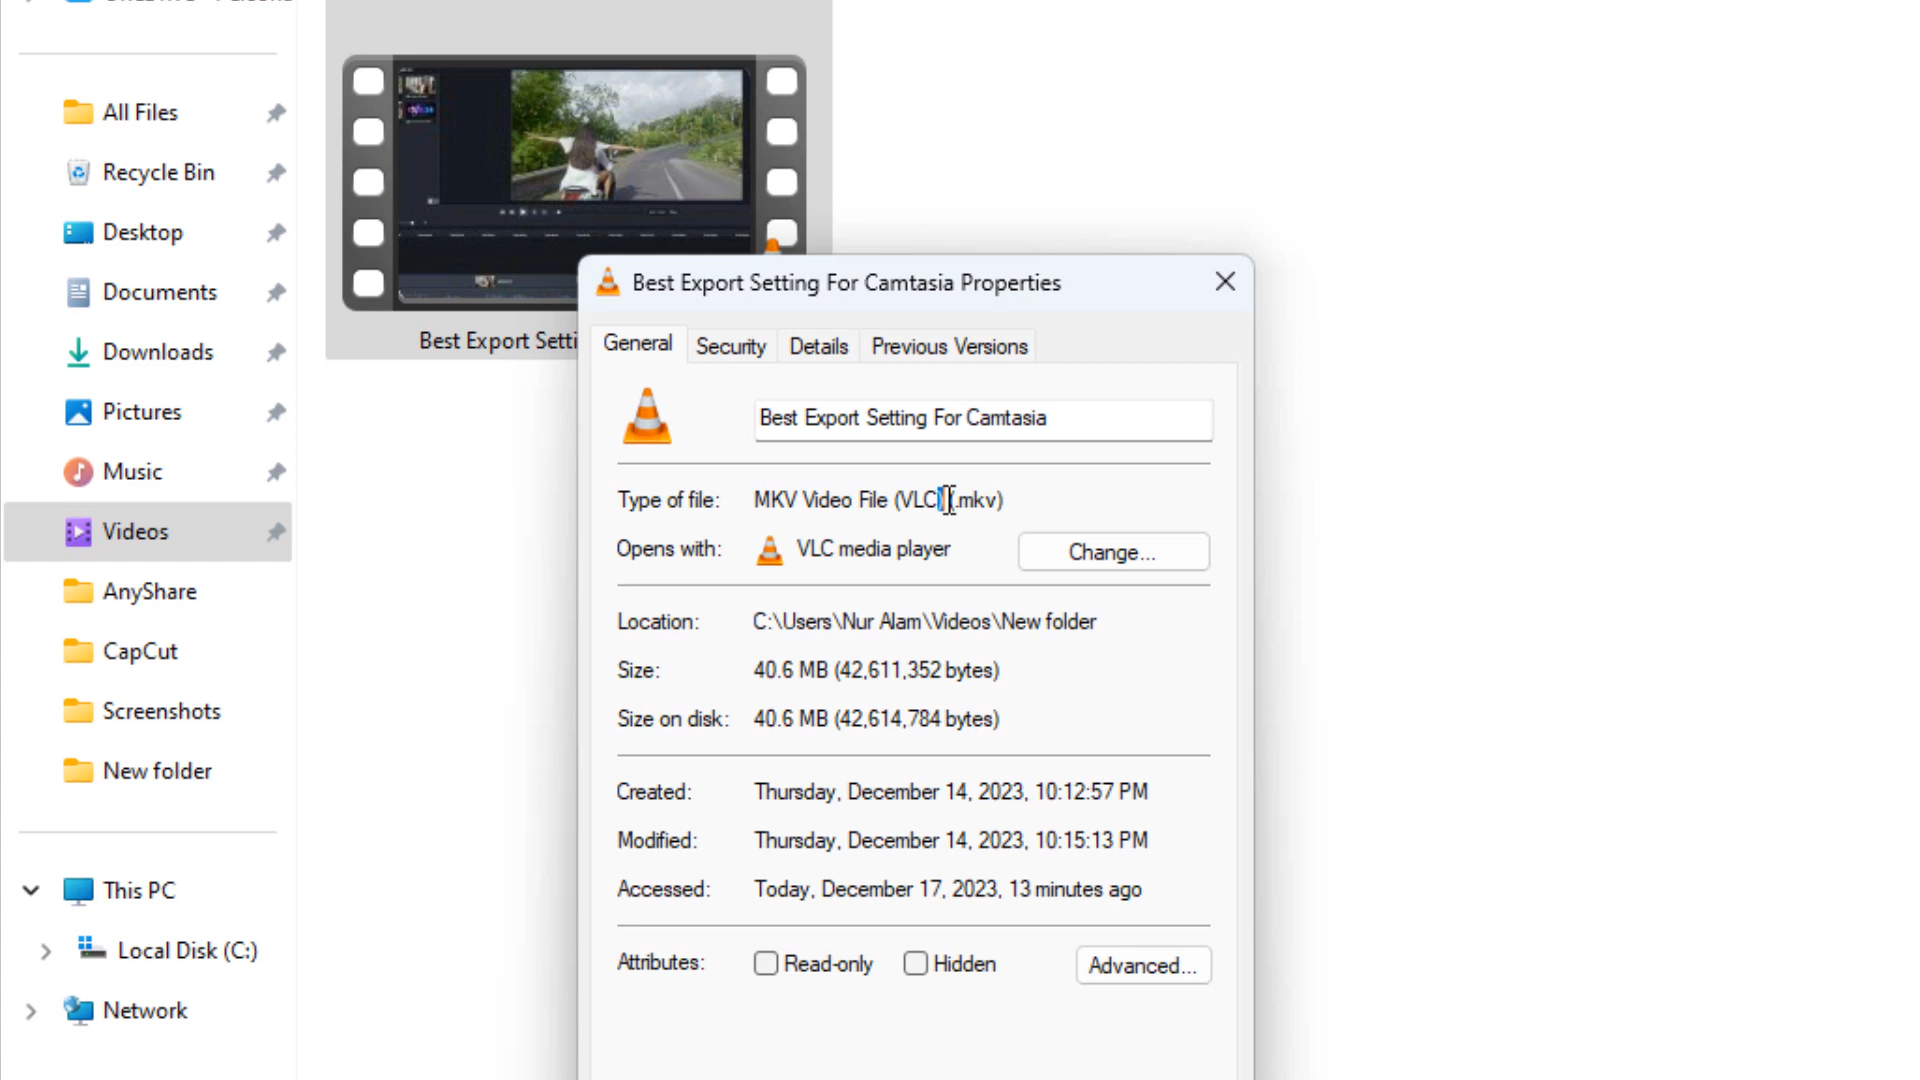 All Files
Recycle Bin
Desktop
Documents
Downloads
Pictures
Music
Videos
AnyShare
CapCut
Screenshots
New folder
This PC
Local Disk (C:)
Network
Best Export Setti
Best Export Setting For Camtasia Properties
General Security Details Previous Versions
Best Export Setting For Camtasia
Type of file: MKV Video File (VLC) (.mkv)
Opens with: VLC media player Change...
Location: C:\Users\Nur Alam\Videos\New folder
Size: 40.6 MB (42,611,352 bytes)
Size on disk: 40.6 MB (42,614,784 bytes)
Created: Thursday, December 14, 2023, 10:12:57 PM
Modified: Thursday, December 14, 2023, 10:15:13 PM
Accessed: Today, December 17, 2023, 13 minutes ago
Attributes: Read-only Hidden Advanced...